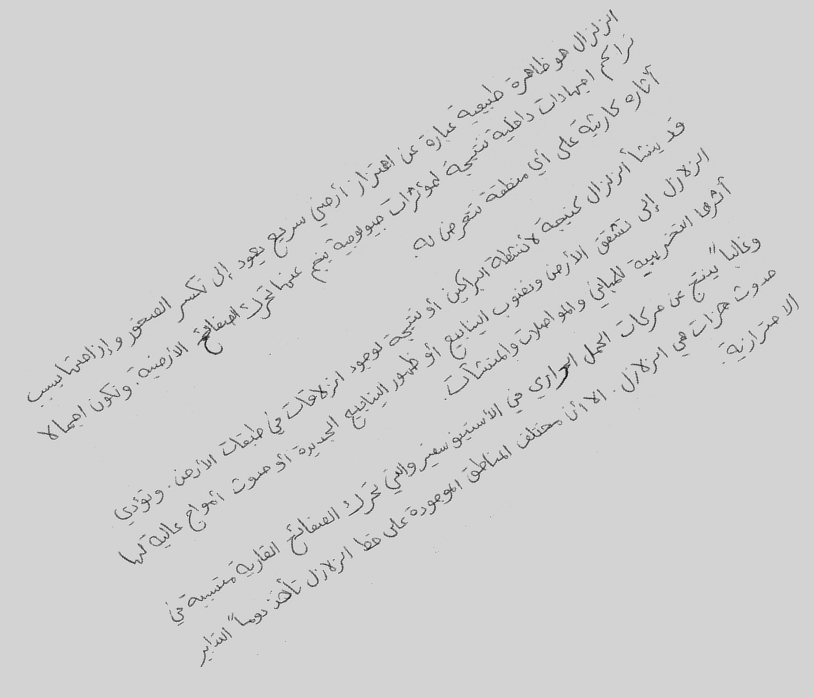 الزلزال هو ظاهرة طبيعية عبارة عن اهتزاز أرضي سريع يعود إلى تكسر الصخور وإزاحتها بسبب
تراكم اجهادات داخلية نتيجة لمؤثرات جيولوجية ينجم عنها تحرك الصفائح الأرضية. وتكون اجمالا
آثاره كارثية على أي منطقة تتعرض له.
قد ينشأ الزلزال كنتيجة لأنشطة البراكين أو نتيجة لوجود انزلاقات في طبقات الأرض. وتؤدي
الزلازل إلى تشقق الأرض ونضوب الينابيع أو ظهور الينابيع الجديدة أو حدوث أمواج عالية لها
أثرها التخريبية للمباني والمواصلات والمنشآت.
وغالباً ينتج عن حركات الحمل الحراري في الأستينوسفير والتي تحرك الصفائح القارية متسببة في
حدوث هزات هي الزلازل. الا أن مختلف المناطق الموجودة على خط الزلازل تأخذ دوماً التدابير
الاحترازية.